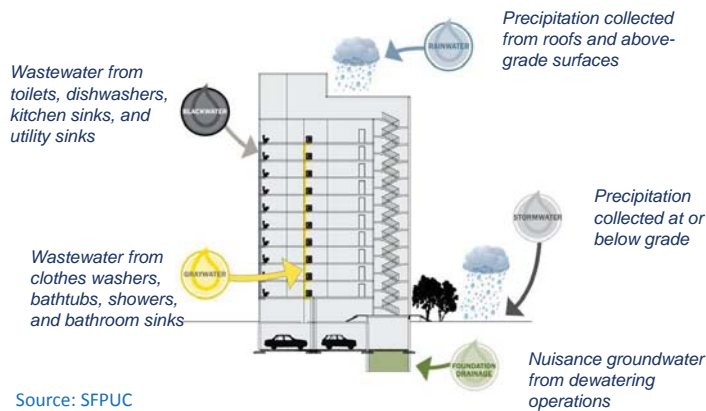 Precipitation collected
from roofs and above-
grade surfaces
RAINWATER
Wastewater from
toilets, dishwashers,
kitchen sinks, and
utility sinks
BLACKWATER
Precipitation
collected at or
below grade
STORMWATER
Wastewater from
clothes washers,
bathtubs, showers,
and bathroom sinks
GRAYWATER
FOUNDATION
DRAINAGE
Nuisance groundwater
from dewatering
operations
Source: SFPUC